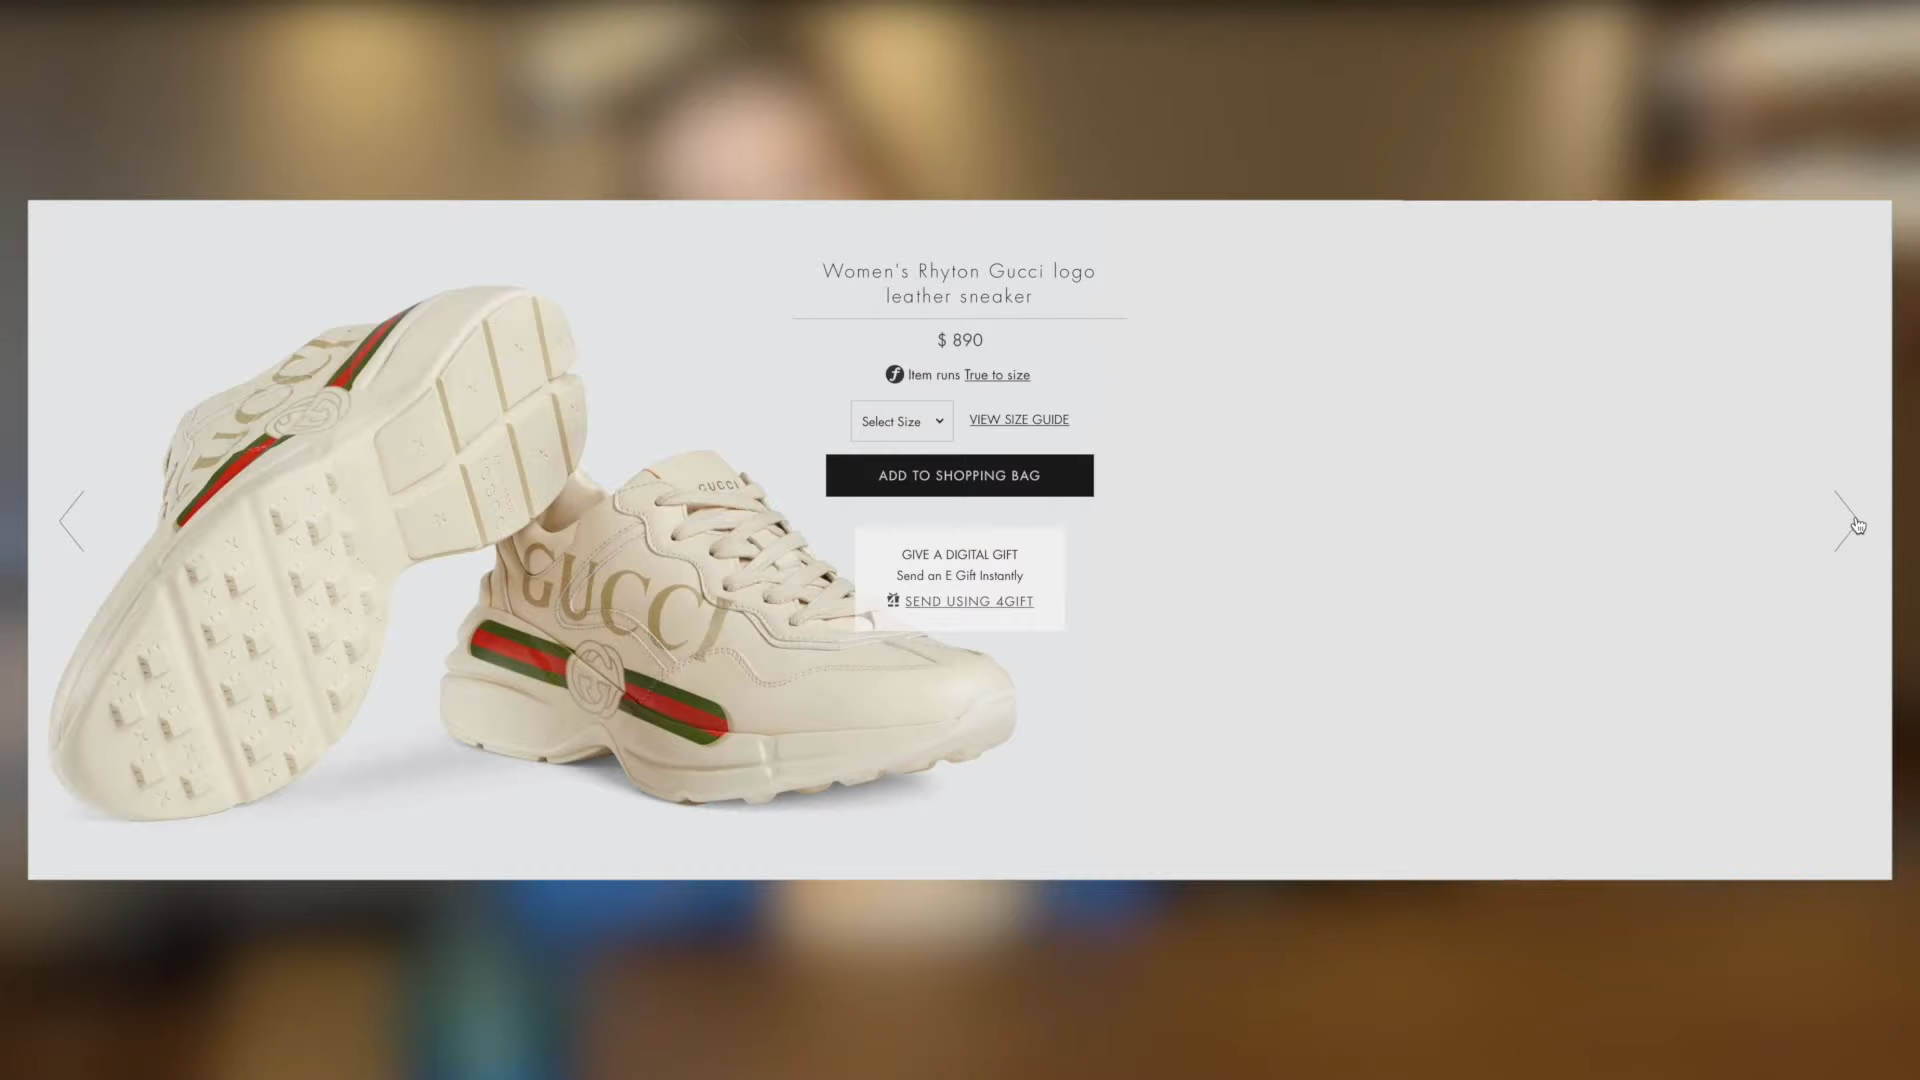 Women's Rhyton Gucci logo
leather sneaker
$ 890
Item runs True to size
Select Size
VIEW SIZE GUIDE
ADD TO SHOPPING BAG
GIVE A DIGITAL GIFT
Send an E Gift Instantly
SEND USING 4GIFT
GUCCI
GUCCI
GUCCI